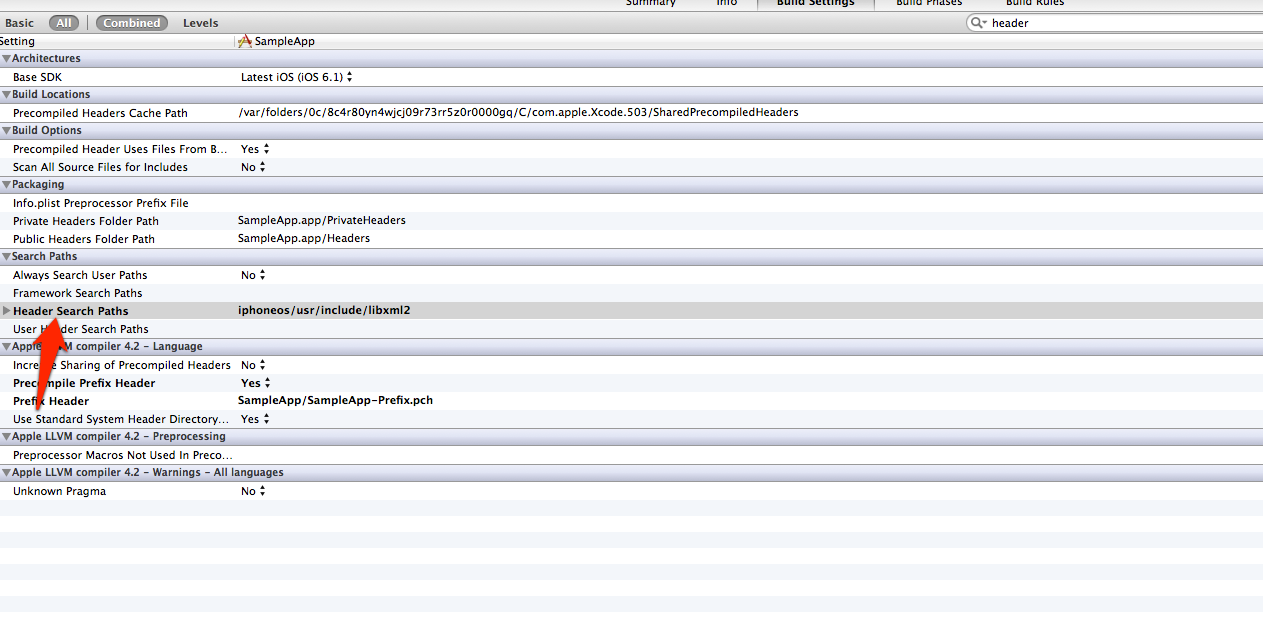 Summary Info Build Settings Build Phases Build Rules
Basic All Combined Levels header
Setting SampleApp
Architectures
Base SDK Latest iOS (iOS 6.1)
Build Locations
Precompiled Headers Cache Path /var/folders/0c/8c4r80yn4wjcj09r73rr5z0r0000gq/C/com.apple.Xcode.503/SharedPrecompiledHeaders
Build Options
Precompiled Header Uses Files From B... Yes
Scan All Source Files for Includes No
Packaging
Info.plist Preprocessor Prefix File
Private Headers Folder Path SampleApp.app/PrivateHeaders
Public Headers Folder Path SampleApp.app/Headers
Search Paths
Always Search User Paths No
Framework Search Paths
Header Search Paths iphoneos/usr/include/libxml2
User Header Search Paths
Apple LLVM compiler 4.2 - Language
Increase Sharing of Precompiled Headers No
Precompile Prefix Header Yes
Prefix Header SampleApp/SampleApp-Prefix.pch
Use Standard System Header Directory... Yes
Apple LLVM compiler 4.2 - Preprocessing
Preprocessor Macros Not Used In Preco...
Apple LLVM compiler 4.2 - Warnings - All languages
Unknown Pragma No